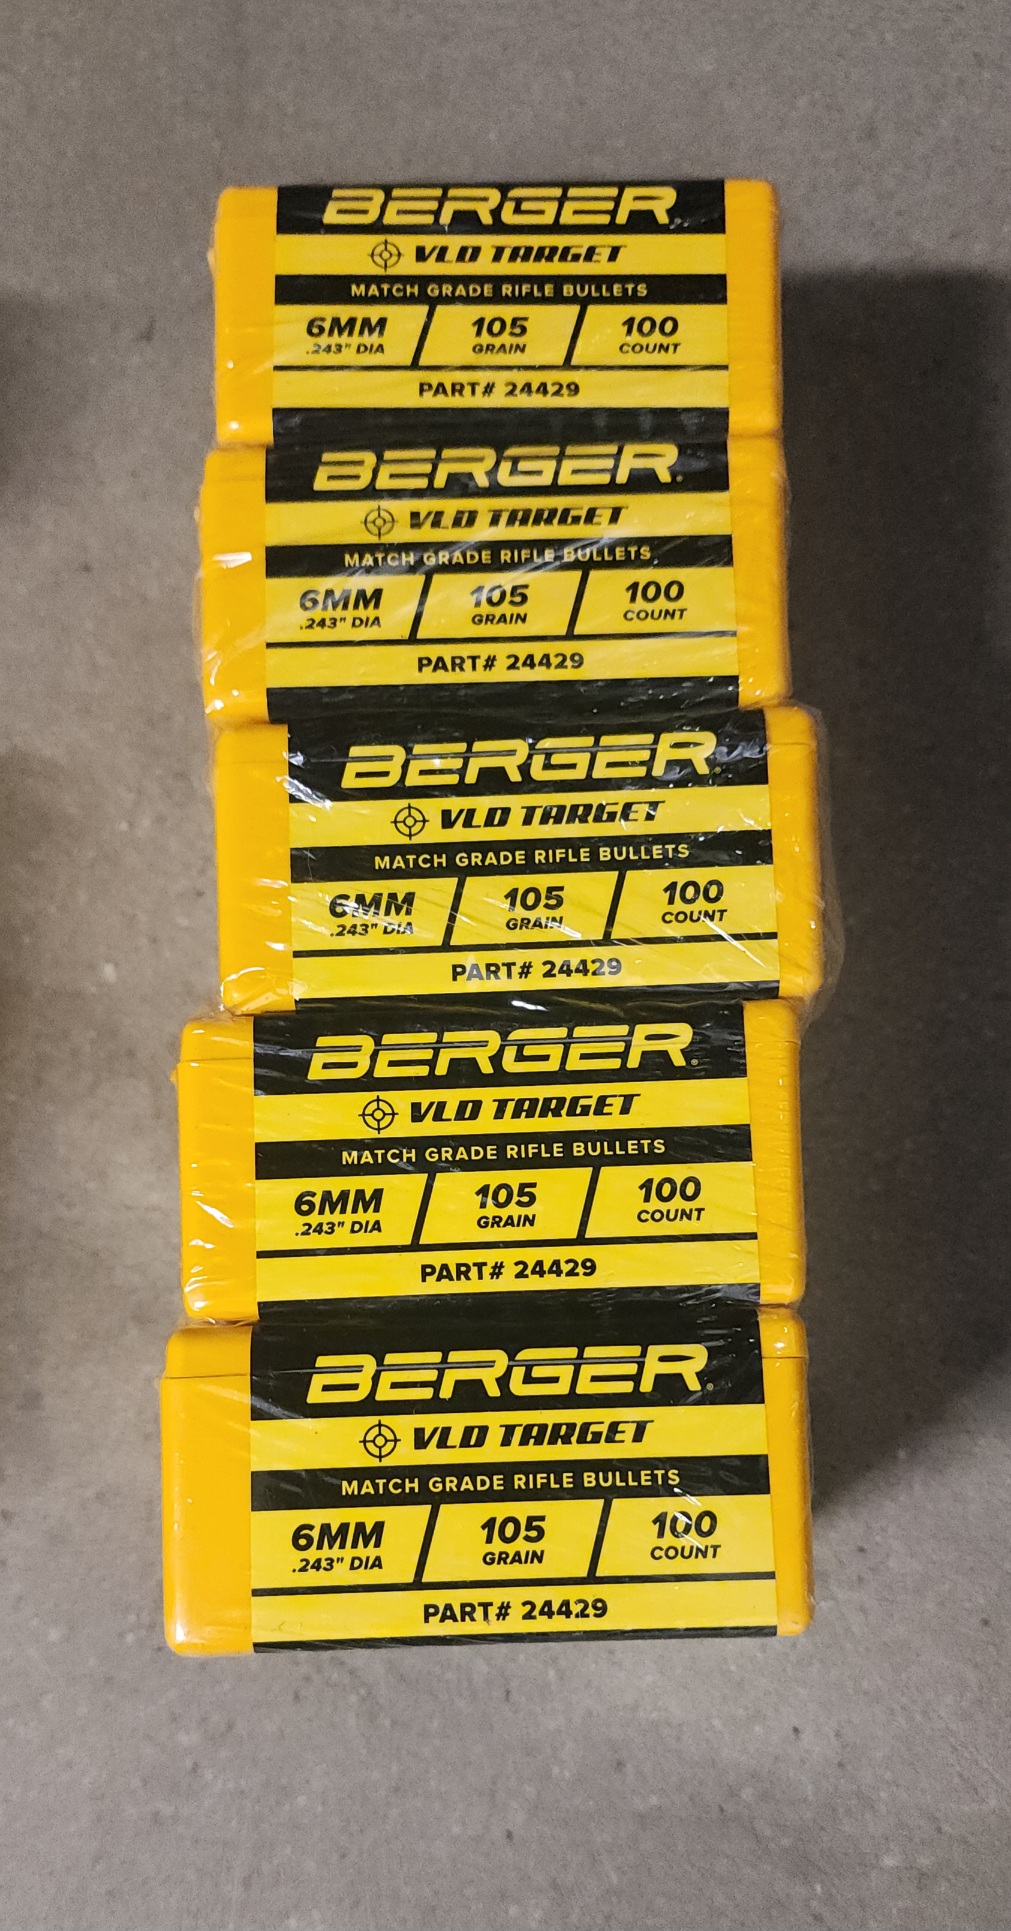 BERGER
VLD TARGET
MATCH GRADE RIFLE BULLETS
6MM 105 100
.243" DIA GRAIN COUNT
PART# 24429
BERGER
VLD TARGET
MATCH GRADE RIFLE BULLETS
6MM 105 100
.243" DIA GRAIN COUNT
PART# 24429
BERGER
VLD TARGET
MATCH GRADE RIFLE BULLETS
6MM 105 100
.243" DIA GRAIN COUNT
PART# 24429
BERGER
VLD TARGET
MATCH GRADE RIFLE BULLETS
6MM 105 100
.243" DIA GRAIN COUNT
PART# 24429
BERGER
VLD TARGET
MATCH GRADE RIFLE BULLETS
6MM 105 100
.243" DIA GRAIN COUNT
PART# 24429